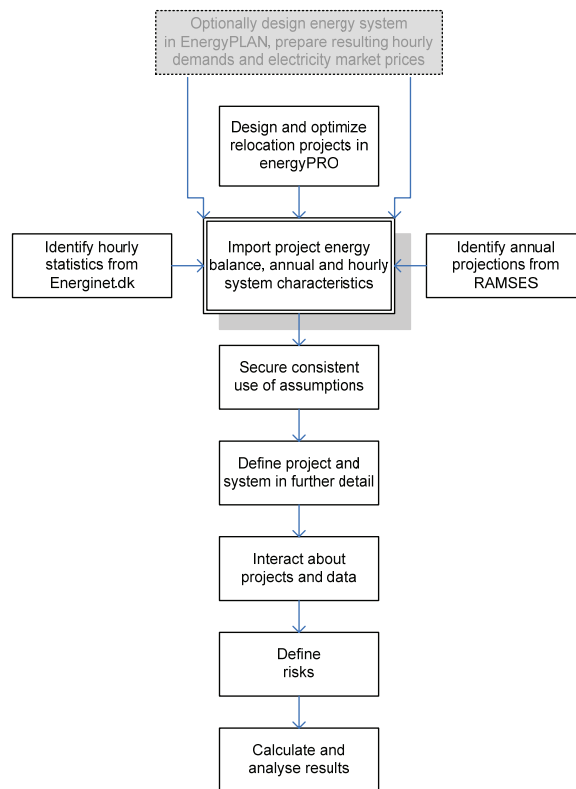 Optionally design energy system
in EnergyPLAN, prepare resulting hourly
demands and electricity market prices
Design and optimize
relocation projects in
energyPRO
Identify hourly
statistics from
Energinet.dk
Import project energy
balance, annual and hourly
system characteristics
Identify annual
projections from
RAMSES
Secure consistent
use of assumptions
Define project and
system in further detail
Interact about
projects and data
Define
risks
Calculate and
analyse results